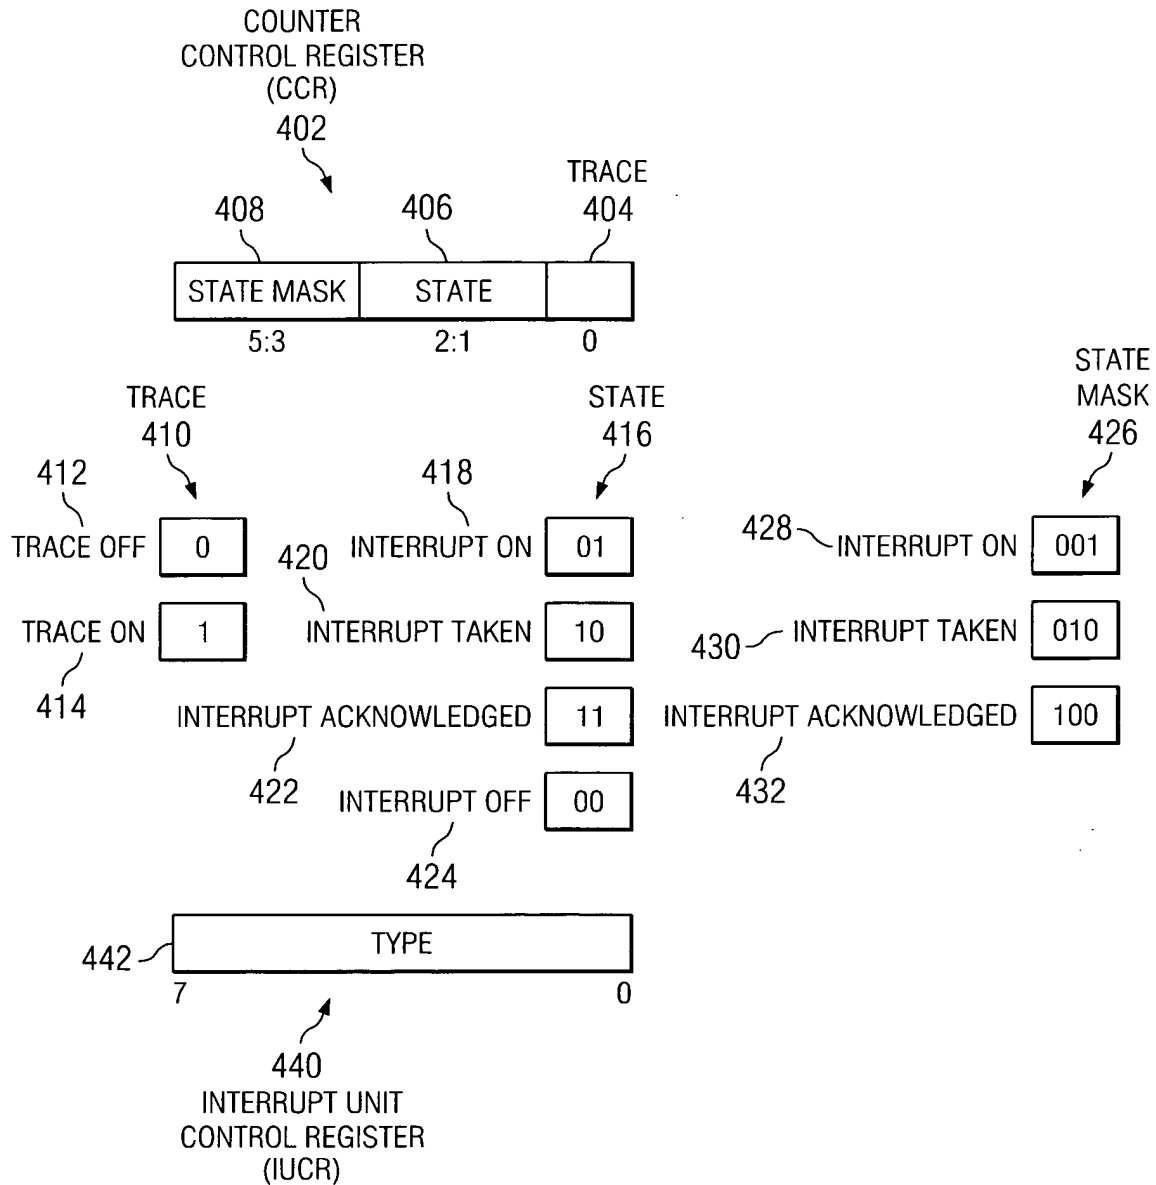 COUNTER
CONTROL REGISTER
(CCR)
402
TRACE
408
406
404
STATE MASK
STATE
5:3
2:1
0
TRACE
410
STATE
416
STATE
MASK
426
412
TRACE OFF
0
418
INTERRUPT ON
01
428
INTERRUPT ON
001
TRACE ON
1
414
420
INTERRUPT TAKEN
10
430
INTERRUPT TAKEN
010
INTERRUPT ACKNOWLEDGED
11
422
INTERRUPT ACKNOWLEDGED
100
432
INTERRUPT OFF
00
424
442
TYPE
7
0
440
INTERRUPT UNIT
CONTROL REGISTER
(IUCR)